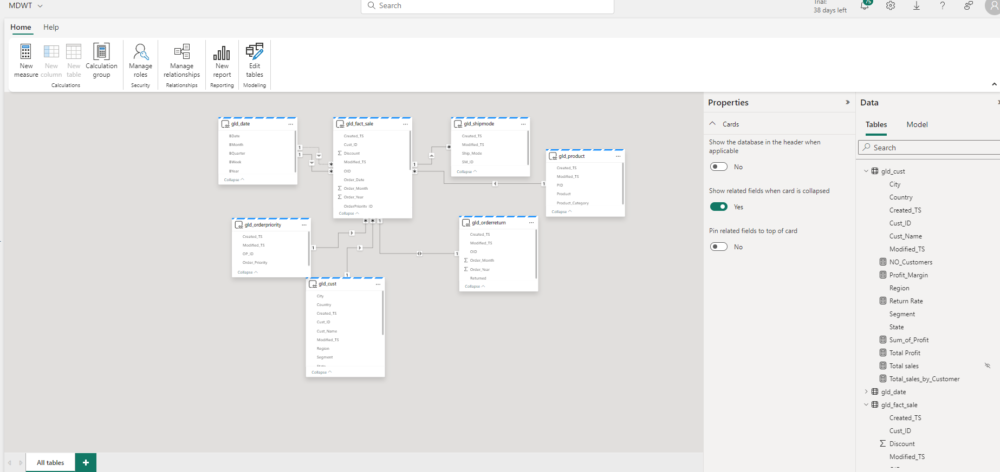 MDWT
Search
Trial:
38 days left
75
Home
Help
New
measure
New
column
New
table
Calculation
group
Calculations
Manage
roles
Security
Manage
relationships
Relationships
New
report
Reporting
Edit
tables
Modeling
gld_date
BDate
BMonth
BQuarter
BWeek
BYear
Collapse
gld_fact_sale
Created_TS
Cust_ID
Discount
Modified_TS
OID
Order_Date
Order_Month
Order_Year
OrderPriority_ID
Collapse
gld_shipmode
Created_TS
Modified_TS
Ship_Mode
SM_ID
Collapse
gld_product
Created_TS
Modified_TS
PID
Product
Product_Category
Collapse
gld_orderpriority
Created_TS
Modified_TS
OP_ID
Order_Priority
Collapse
gld_orderreturn
Created_TS
Modified_TS
OID
Order_Month
Order_Year
Returned
Collapse
gld_cust
City
Country
Created_TS
Cust_ID
Cust_Name
Modified_TS
Region
Segment
State
Collapse
1
1
*
*
1
*
*
1
* * 1
1
1
1
All tables
Properties
Cards
Show the database in the header when
applicable
No
Show related fields when card is collapsed
Yes
Pin related fields to top of card
No
Data
Tables
Model
Search
gld_cust
City
Country
Created_TS
Cust_ID
Cust_Name
Modified_TS
NO_Customers
Profit_Margin
Region
Return Rate
Segment
State
Sum_of_Profit
Total Profit
Total sales
Total_sales_by_Customer
gld_date
gld_fact_sale
Created_TS
Cust_ID
Discount
Modified_TS